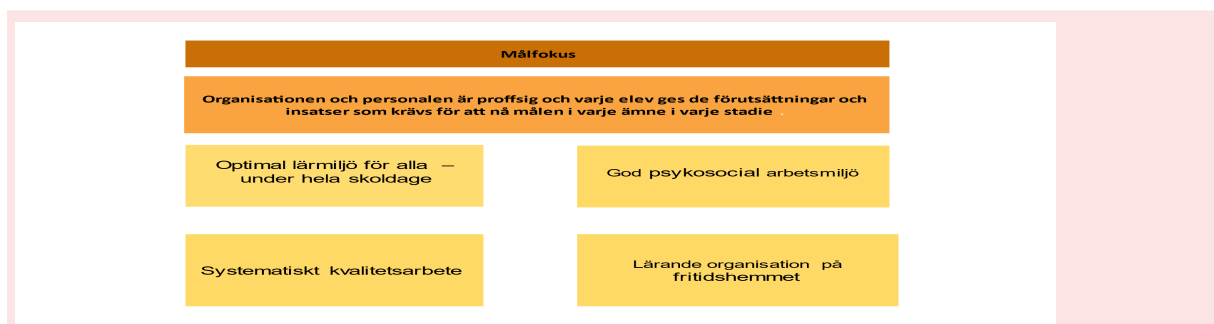 Målfokus
Organisationen och personalen är proffsig och varje elev ges de förutsättningar och
insatser som krävs för att nå målen i varje ämne i varje stadie .
Optimal lärmiljö för alla –
under hela skoldage
God psykosocial arbetsmiljö
Systematiskt kvalitetsarbete
Lärande organisation på
fritidshemmet